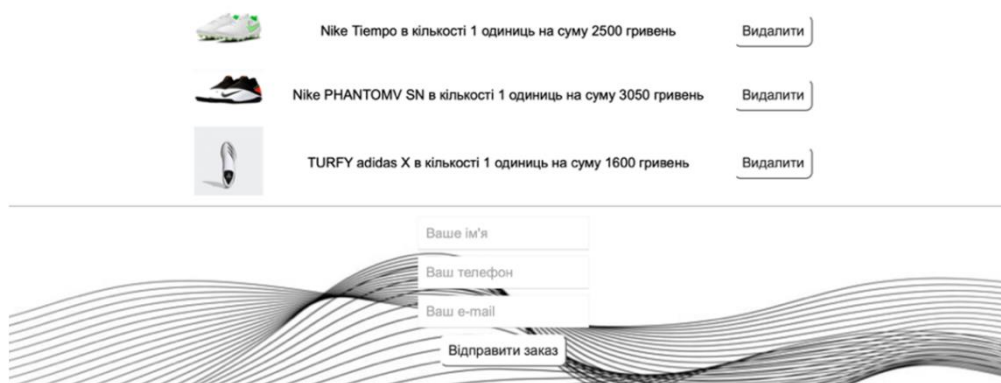 Nike Tiempo в кількості 1 одиниць на суму 2500 гривень Видалити
Nike PHANTOMV SN в кількості 1 одиниць на суму 3050 гривень Видалити
TURFY adidas X в кількості 1 одиниць на суму 1600 гривень Видалити
Ваше ім'я
Ваш телефон
Ваш e-mail
Відправити заказ